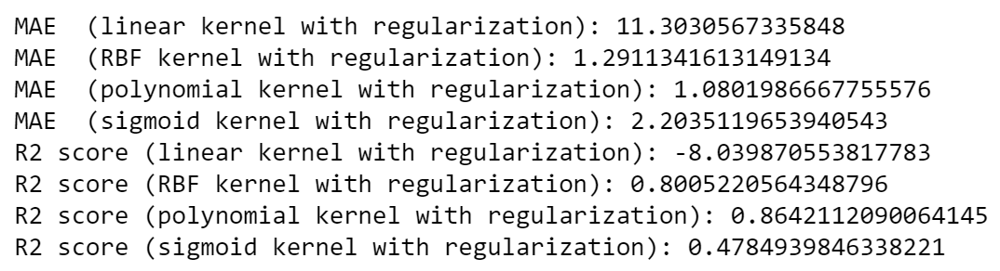 MAE  (linear kernel with regularization): 11.3030567335848
MAE  (RBF kernel with regularization): 1.2911341613149134
MAE  (polynomial kernel with regularization): 1.0801986667755576
MAE  (sigmoid kernel with regularization): 2.2035119653940543
R2 score (linear kernel with regularization): -8.039870553817783
R2 score (RBF kernel with regularization): 0.8005220564348796
R2 score (polynomial kernel with regularization): 0.8642112090064145
R2 score (sigmoid kernel with regularization): 0.4784939846338221